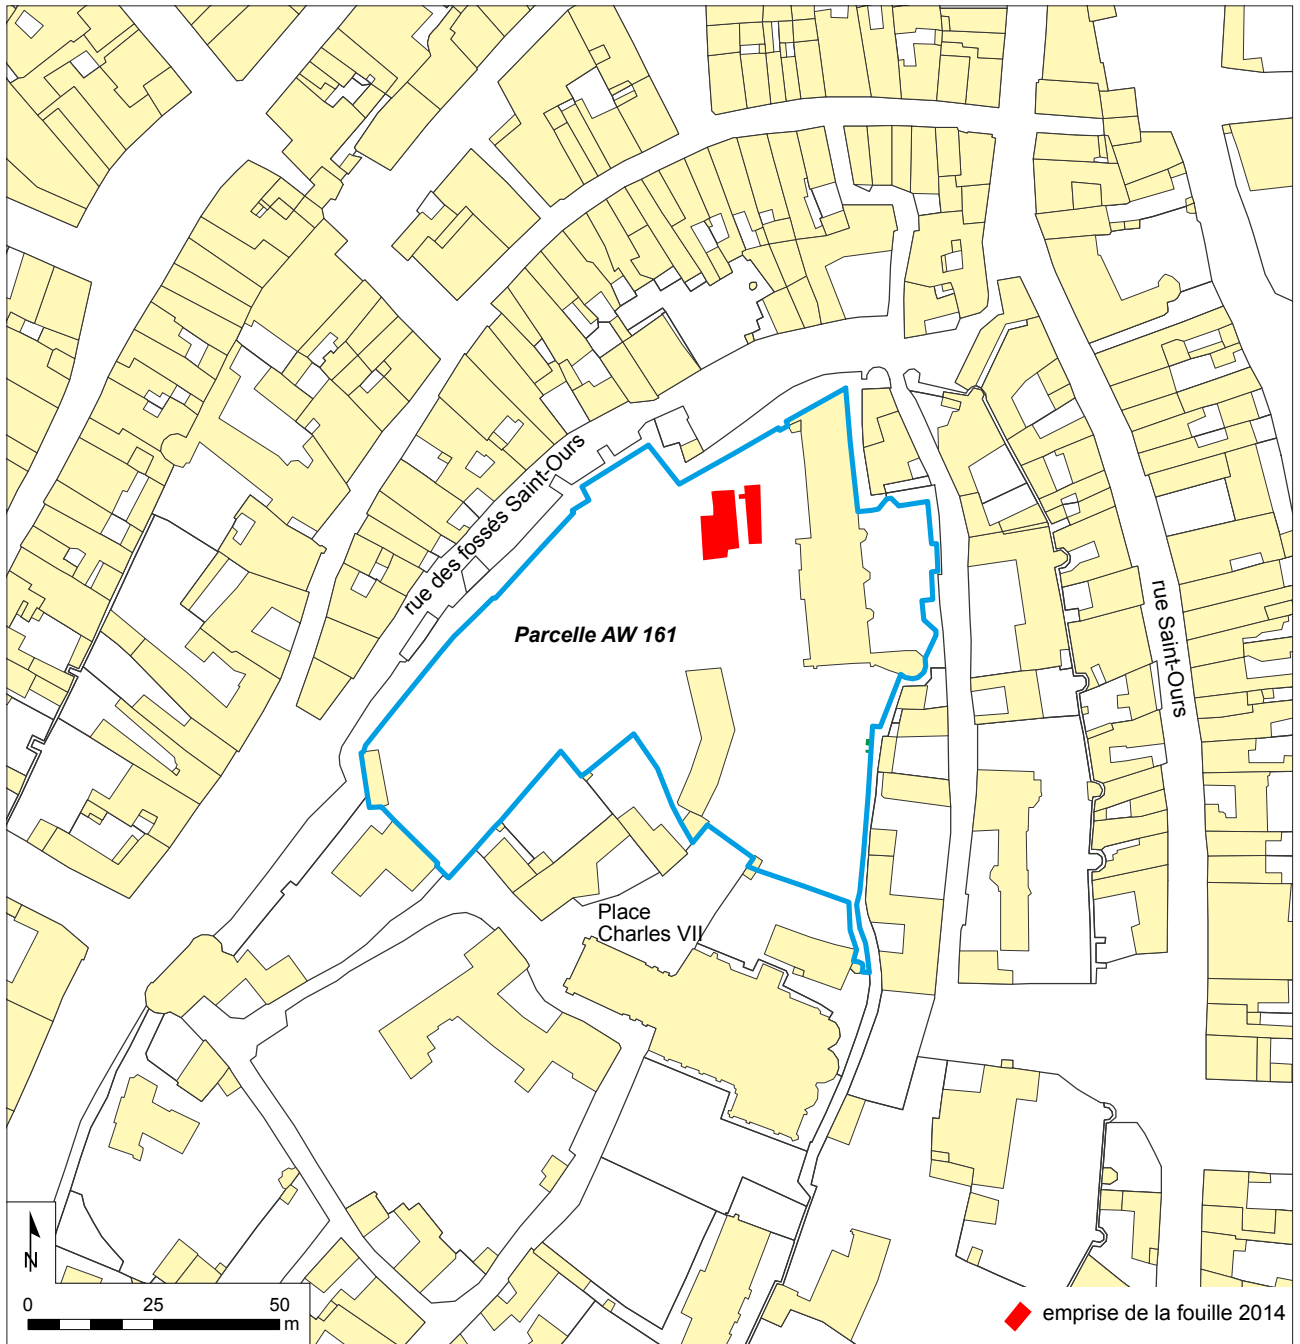 rue des fossés Saint-Ours
Parcelle AW 161
rue Saint-Ours
Place
Charles VII
N
0 25 50
m
emprise de la fouille 2014